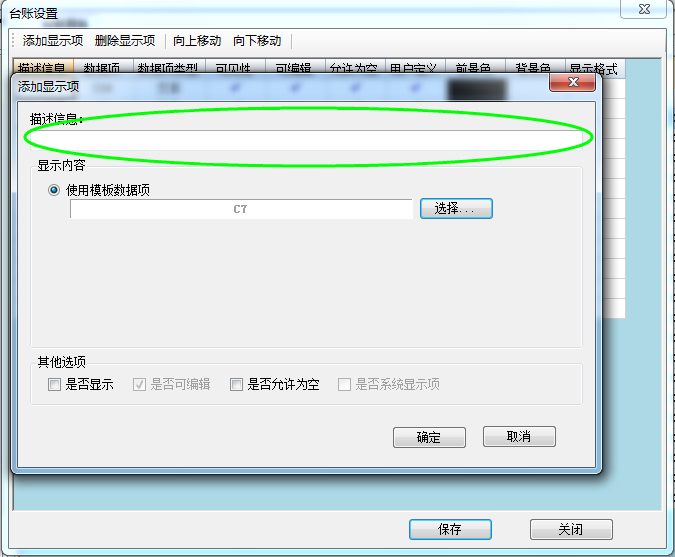 台账设置
添加显示项 删除显示项 向上移动 向下移动
描述信息 数据项 数据项类型 可见性 可编辑 允许为空 用户定义 前景色 背景色 显示格式
添加显示项
描述信息:
显示内容
使用模板数据项
C7 选择...
其他选项
是否显示 是否可编辑 是否允许为空 是否系统显示项
确定 取消
保存 关闭